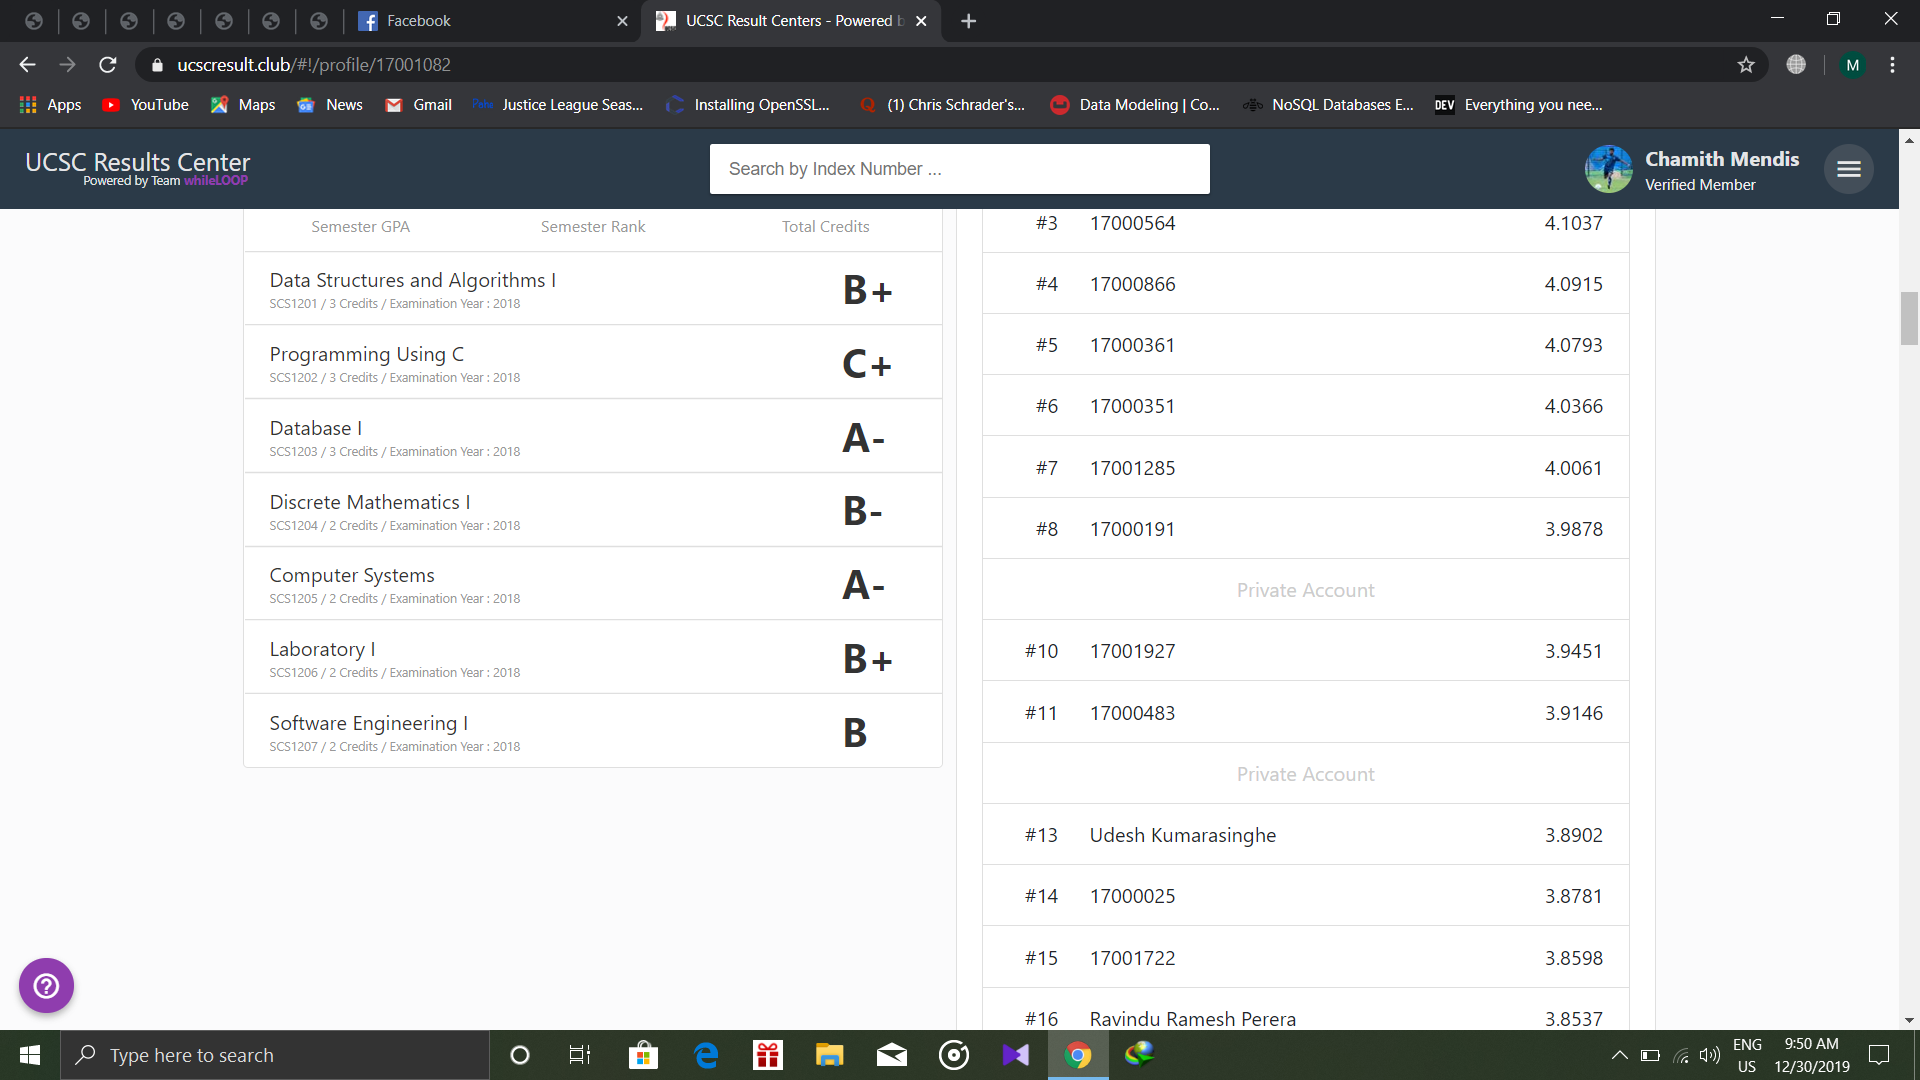 Facebook
UCSC Result Centers - Powered b
ucscresult.club/#!/profile/17001082
M
Apps
YouTube
Maps
News
Gmail
Justice League Seas...
Installing OpenSSL...
(1) Chris Schrader's...
Data Modeling | Co...
NoSQL Databases E...
DEV
Everything you nee...
UCSC Results Center
Powered by Team whileLOOP
Search by Index Number ...
Chamith Mendis
Verified Member
Semester GPA
Semester Rank
Total Credits
Data Structures and Algorithms I
SCS1201 / 3 Credits / Examination Year : 2018
B+
Programming Using C
SCS1202 / 3 Credits / Examination Year : 2018
C+
Database I
SCS1203 / 3 Credits / Examination Year : 2018
A-
Discrete Mathematics I
SCS1204 / 2 Credits / Examination Year : 2018
B-
Computer Systems
SCS1205 / 2 Credits / Examination Year : 2018
A-
Laboratory I
SCS1206 / 2 Credits / Examination Year : 2018
B+
Software Engineering I
SCS1207 / 2 Credits / Examination Year : 2018
B
#3 17000564 4.1037
#4 17000866 4.0915
#5 17000361 4.0793
#6 17000351 4.0366
#7 17001285 4.0061
#8 17000191 3.9878
Private Account
#10 17001927 3.9451
#11 17000483 3.9146
Private Account
#13 Udesh Kumarasinghe 3.8902
#14 17000025 3.8781
#15 17001722 3.8598
#16 Ravindu Ramesh Perera 3.8537
Type here to search
ENG
US
9:50 AM
12/30/2019